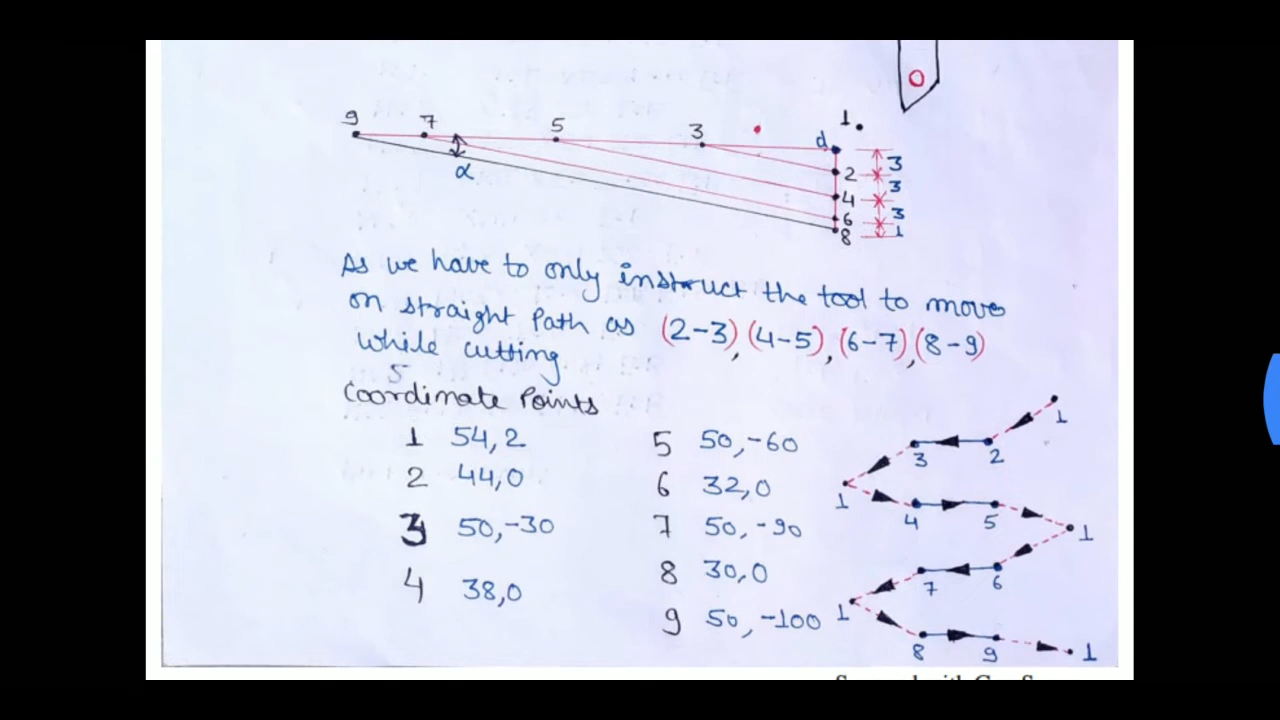 0
9 7 5 3 1
d
α
2 3
4 3
6 3
8 1
As we have to only instruct the tool to move
on straight Path as (2-3), (4-5), (6-7), (8-9)
while cutting
5
Coordinate Points
1 54,2
2 44,0
3 50,-30
4 38,0
5 50,-60
6 32,0
7 50,-90
8 30,0
9 50,-100
1
3 2
1 4 5 1
7 6
1 8 9 1